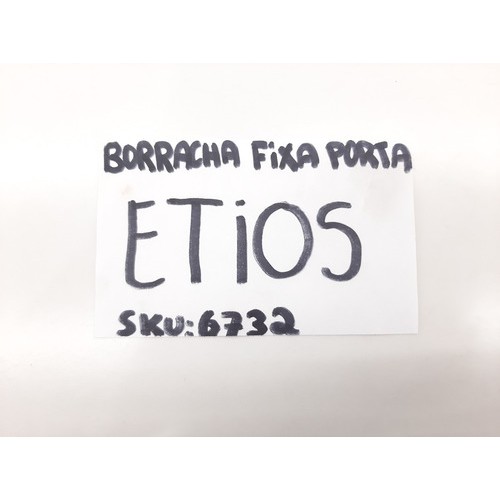 BORRACHA FiXA PORTA
ETiOS
SKU:6732